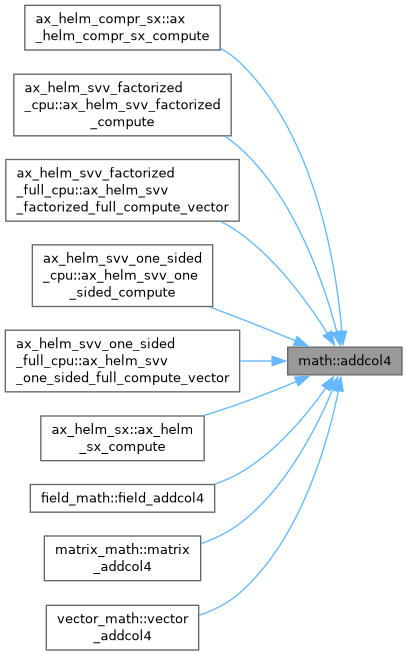 ax_helm_compr_sx::ax
_helm_compr_sx_compute
ax_helm_svv_factorized
_cpu::ax_helm_svv_factorized
_compute
ax_helm_svv_factorized
_full_cpu::ax_helm_svv
_factorized_full_compute_vector
ax_helm_svv_one_sided
_cpu::ax_helm_svv_one
_sided_compute
ax_helm_svv_one_sided
_full_cpu::ax_helm_svv
_one_sided_full_compute_vector
math::addcol4
ax_helm_sx::ax_helm
_sx_compute
field_math::field_addcol4
matrix_math::matrix
_addcol4
vector_math::vector
_addcol4